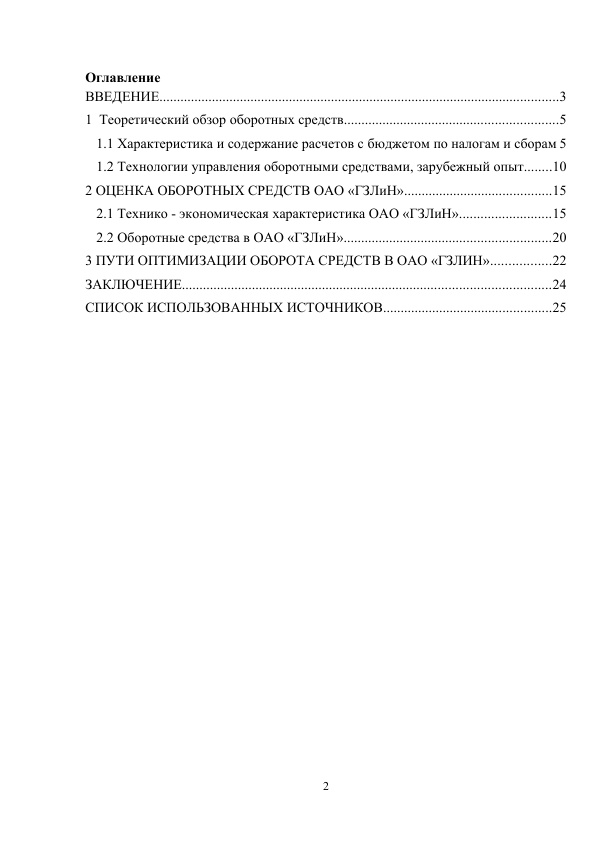 Оглавление
ВВЕДЕНИЕ.................................................................................................................3
1  Теоретический обзор оборотных средств.............................................................5
1.1 Характеристика и содержание расчетов с бюджетом по налогам и сборам 5
1.2 Технологии управления оборотными средствами, зарубежный опыт........10
2 ОЦЕНКА ОБОРОТНЫХ СРЕДСТВ ОАО «ГЗЛиН»..........................................15
2.1 Технико - экономическая характеристика ОАО «ГЗЛиН»..........................15
2.2 Оборотные средства в ОАО «ГЗЛиН»...........................................................20
3 ПУТИ ОПТИМИЗАЦИИ ОБОРОТА СРЕДСТВ В ОАО «ГЗЛИН».................22
ЗАКЛЮЧЕНИЕ.........................................................................................................24
СПИСОК ИСПОЛЬЗОВАННЫХ ИСТОЧНИКОВ................................................25
2